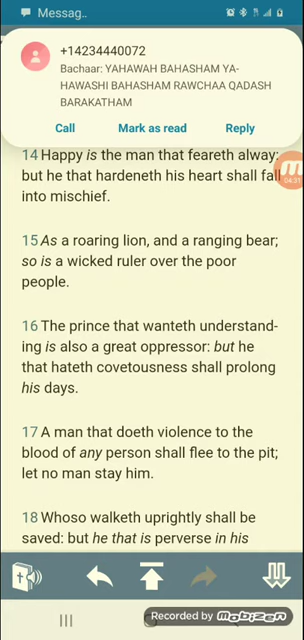 Messag..
+14234440072
Bachaar: YAHAWAH BAHASHAM YA-
HAWASHI BAHASHAM RAWCHAA QADASH
BARAKATHAM
Call Mark as read Reply
04:31
14 Happy is the man that feareth alway:
but he that hardeneth his heart shall fall
into mischief.
15 As a roaring lion, and a ranging bear;
so is a wicked ruler over the poor
people.
16 The prince that wanteth understand-
ing is also a great oppressor: but he
that hateth covetousness shall prolong
his days.
17 A man that doeth violence to the
blood of any person shall flee to the pit;
let no man stay him.
18 Whoso walketh uprightly shall be
saved: but he that is perverse in his
Recorded by mobizen